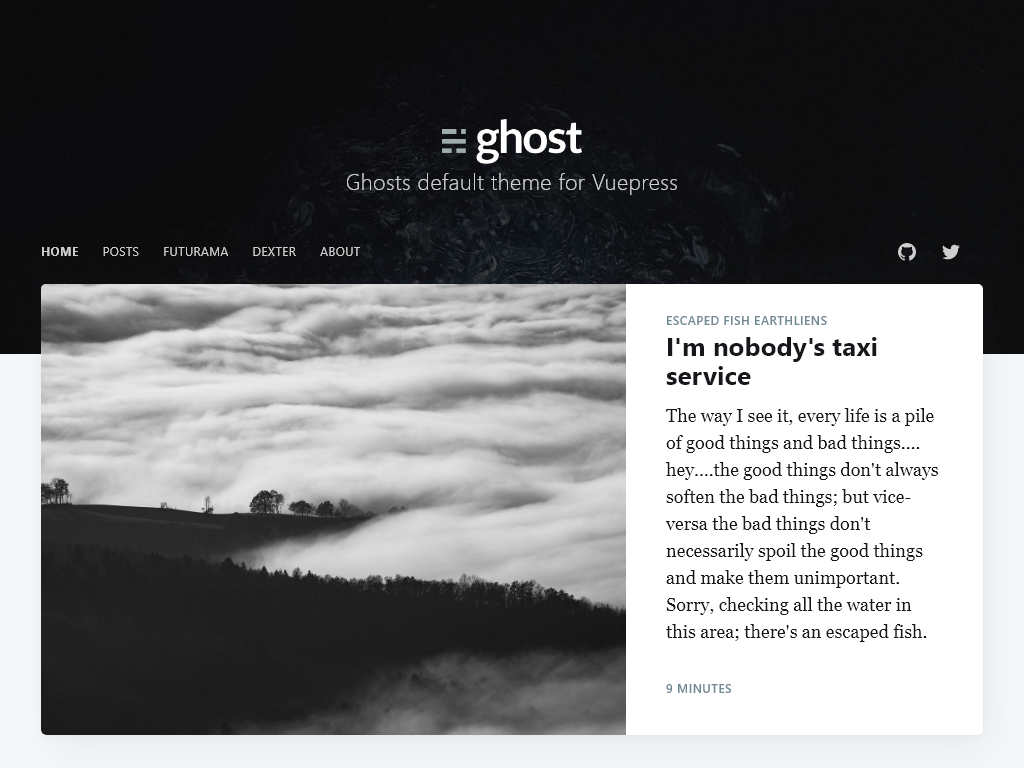 ghost
Ghosts default theme for Vuepress
HOME POSTS FUTURAMA DEXTER ABOUT
ESCAPED FISH EARTHLIENS
I'm nobody's taxi
service
The way I see it, every life is a pile
of good things and bad things....
hey....the good things don't always
soften the bad things; but vice-
versa the bad things don't
necessarily spoil the good things
and make them unimportant.
Sorry, checking all the water in
this area; there's an escaped fish.
9 MINUTES